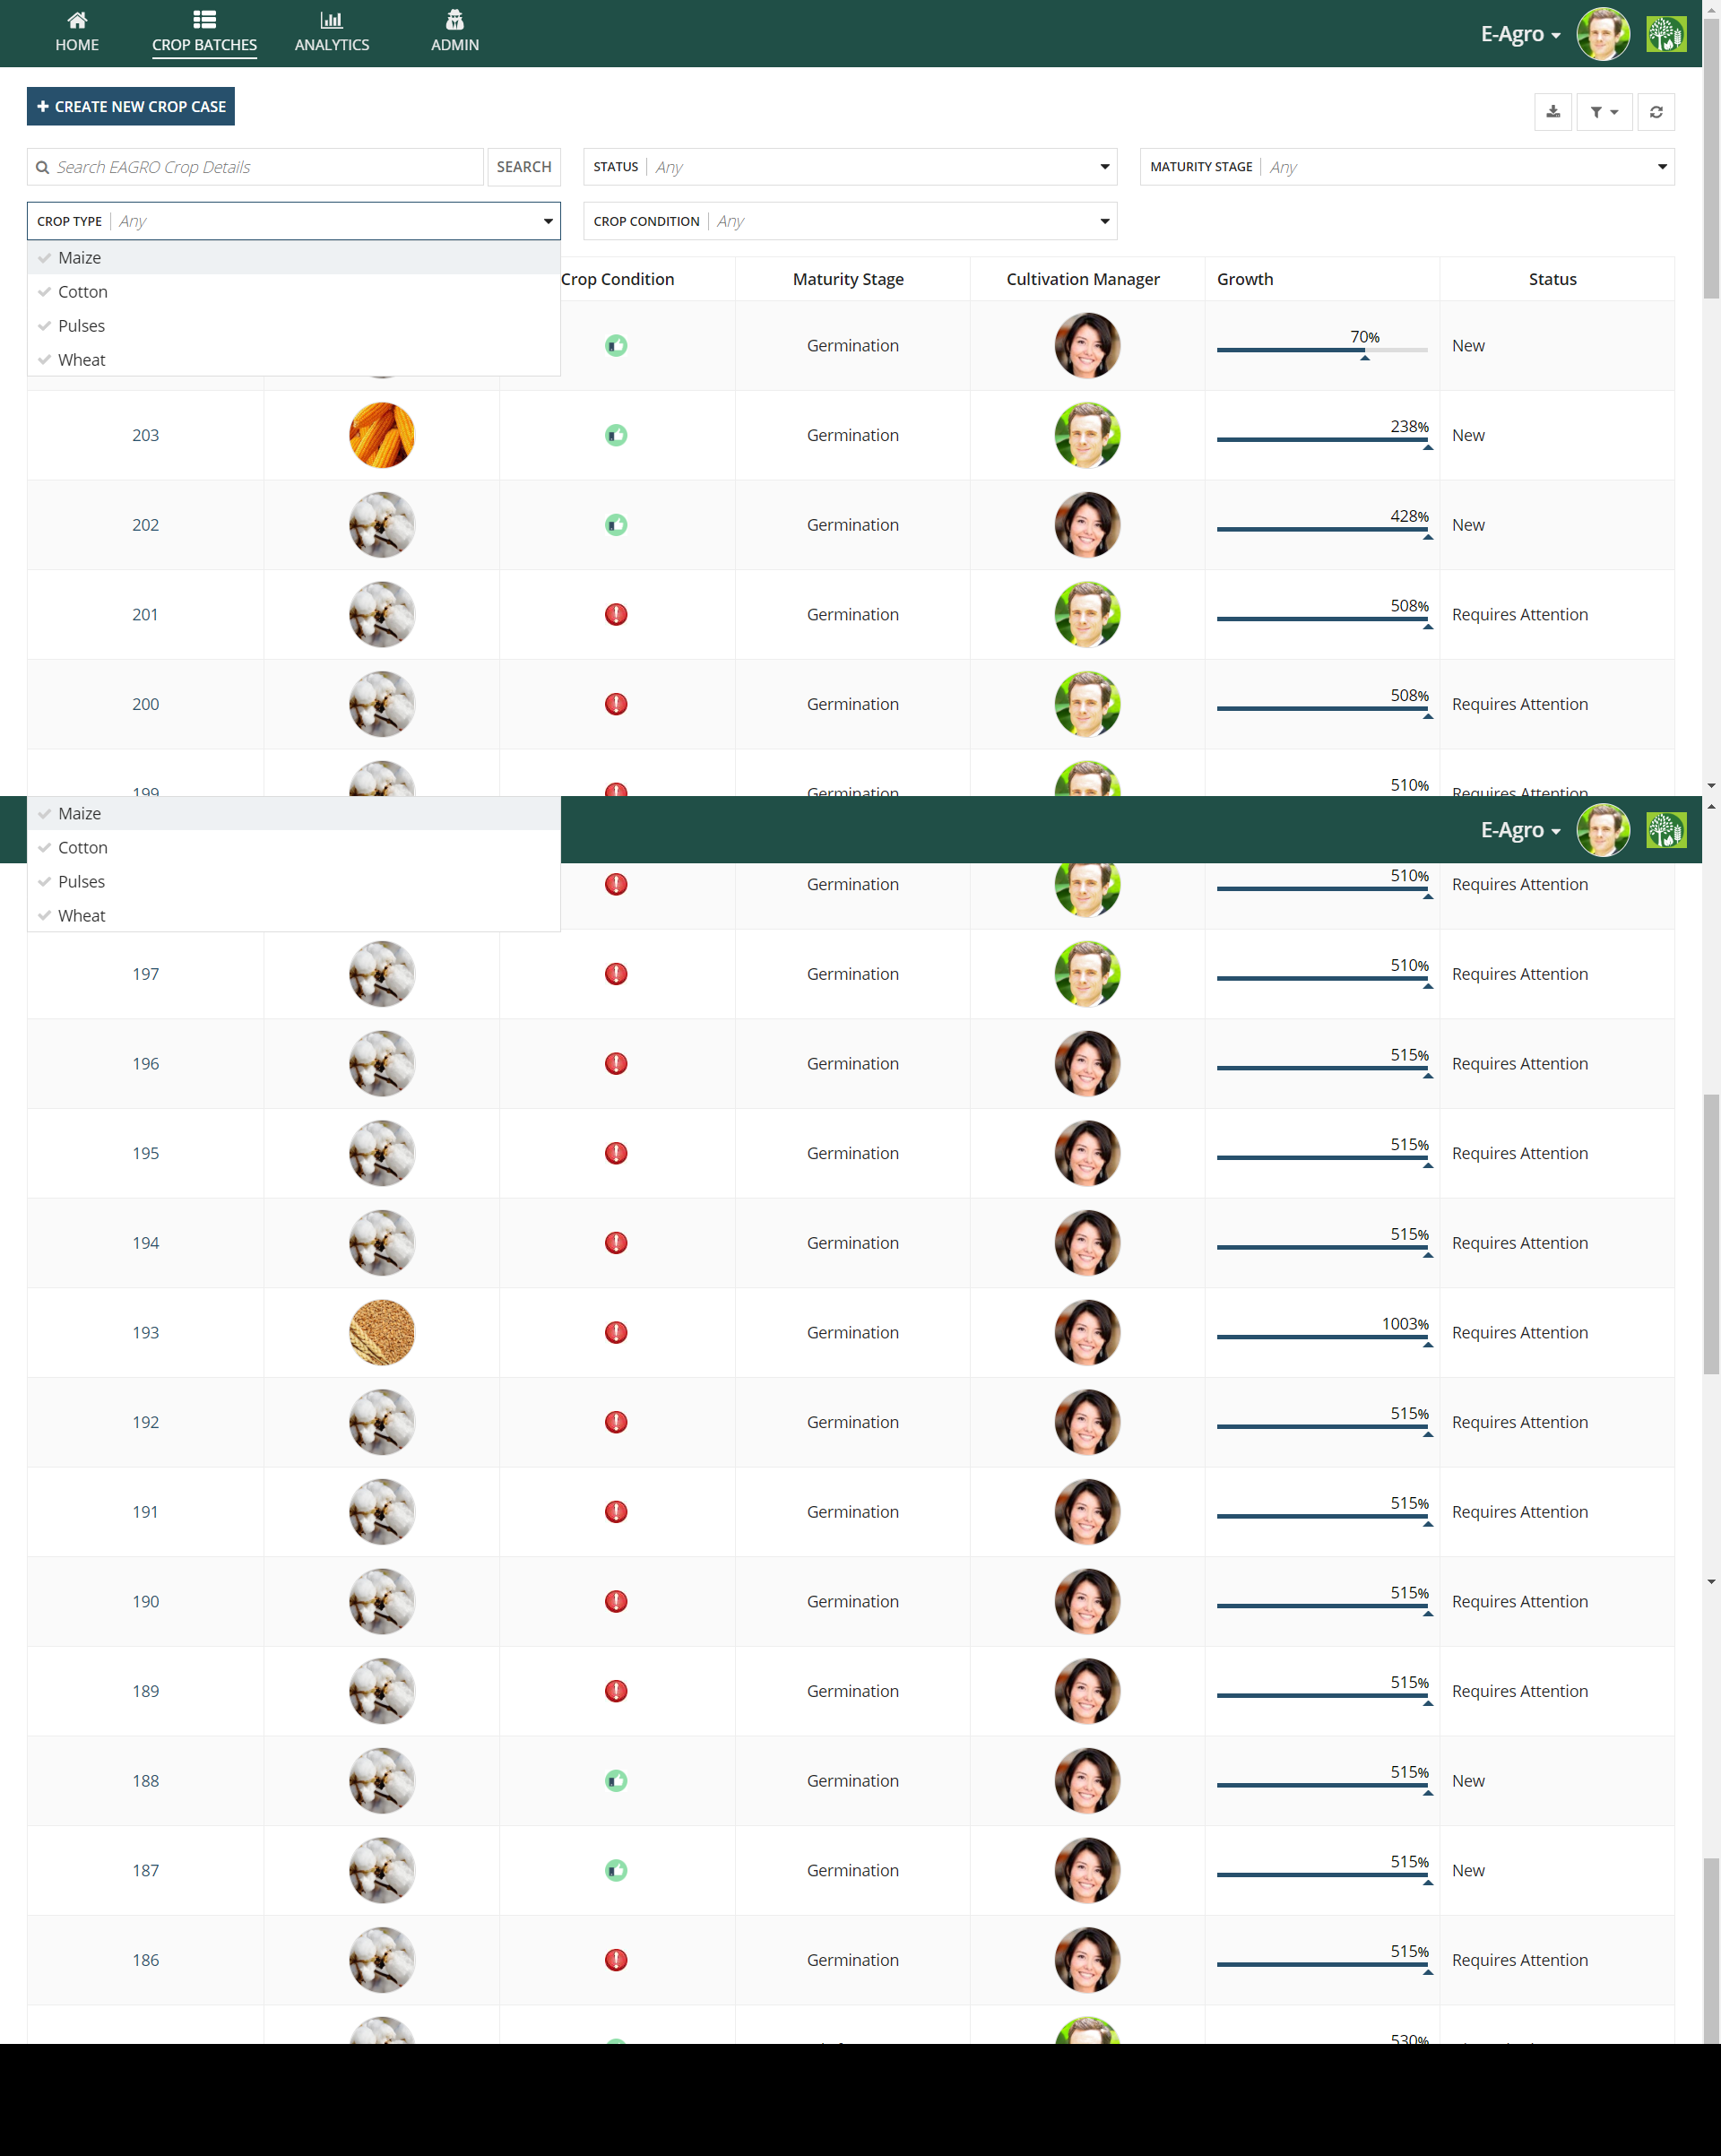 HOME CROP BATCHES ANALYTICS ADMIN E-Agro
CREATE NEW CROP CASE
Search EAGRO Crop Details SEARCH STATUS Any MATURITY STAGE Any
CROP TYPE Any CROP CONDITION Any
Maize
Cotton
Pulses
Wheat
Crop Condition Maturity Stage Cultivation Manager Growth Status
Germination 70% New
203 Germination 238% New
202 Germination 428% New
201 Germination 508% Requires Attention
200 Germination 508% Requires Attention
199 Germination 510% Requires Attention
Maize
Cotton
Pulses
Wheat
E-Agro
Germination 510% Requires Attention
197 Germination 510% Requires Attention
196 Germination 515% Requires Attention
195 Germination 515% Requires Attention
194 Germination 515% Requires Attention
193 Germination 1003% Requires Attention
192 Germination 515% Requires Attention
191 Germination 515% Requires Attention
190 Germination 515% Requires Attention
189 Germination 515% Requires Attention
188 Germination 515% New
187 Germination 515% New
186 Germination 515% Requires Attention
530%